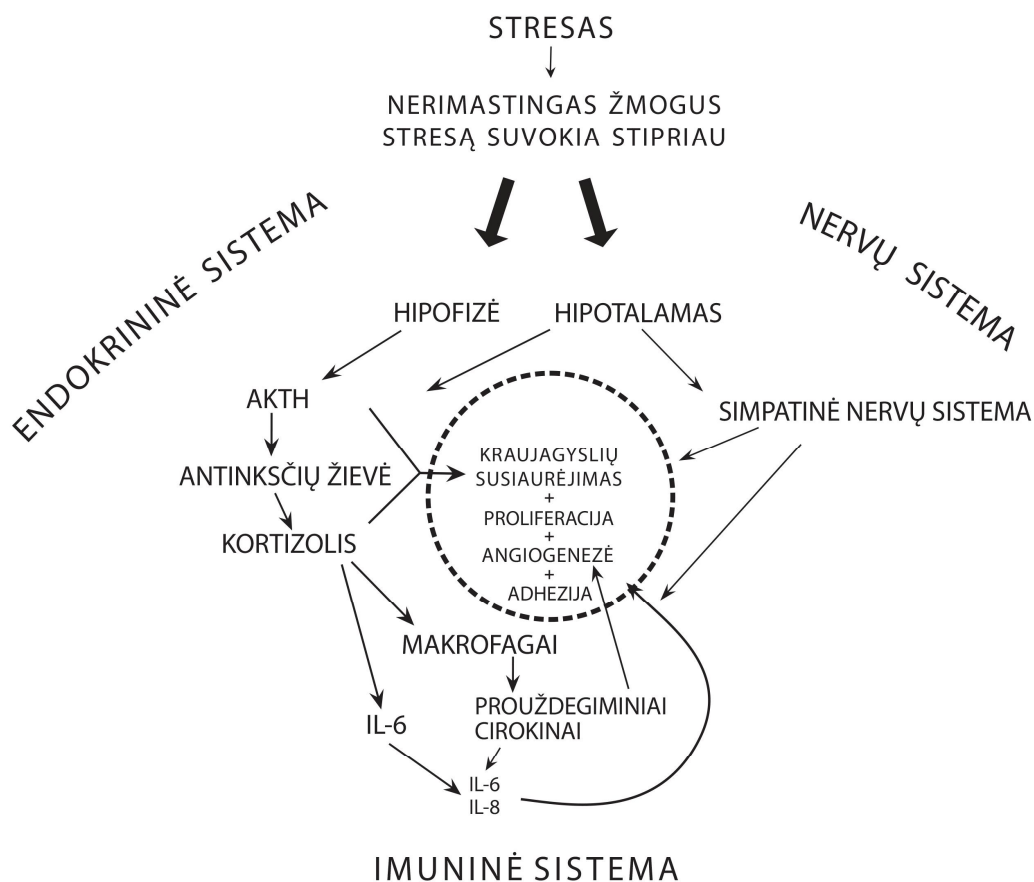 STRESAS
NERIMASTINGAS ŽMOGUS
STRESĄ SUVOKIA STIPRIAU
ENDOKRININĖ SISTEMA
NERVŲ SISTEMA
HIPOFIZĖ
HIPOTALAMAS
AKTH
SIMPATINĖ NERVŲ SISTEMA
ANTINKSČIŲ ŽIEVĖ
KORTIZOLIS
KRAUJAGYSLIŲ
SUSIAURĖJIMAS
+
PROLIFERACIJA
+
ANGIOGENEZĖ
+
ADHEZIJA
MAKROFAGAI
PROUŽDEGIMINIAI
CIROKINAI
IL-6
IL-6
IL-8
IMUNINĖ SISTEMA